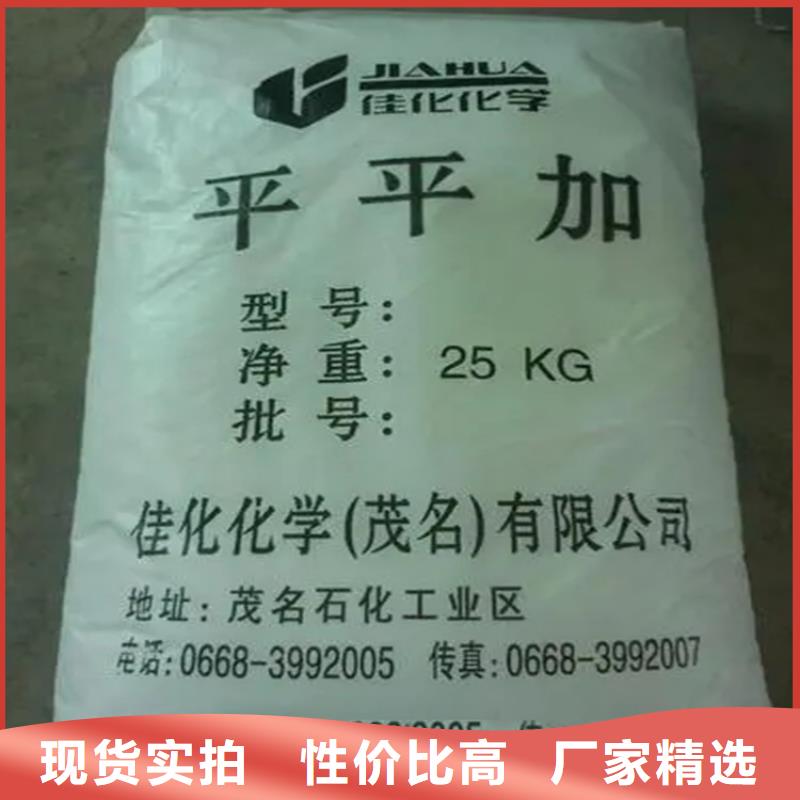 JIAHUA
佳化化学
平平加
型号:
净重: 25 KG
批号:
佳化化学(茂名)有限公司
地址: 茂名石化工业区
电话:0668-3992005 传真:0668-3992007
现货实拍 性价比高 厂家精选